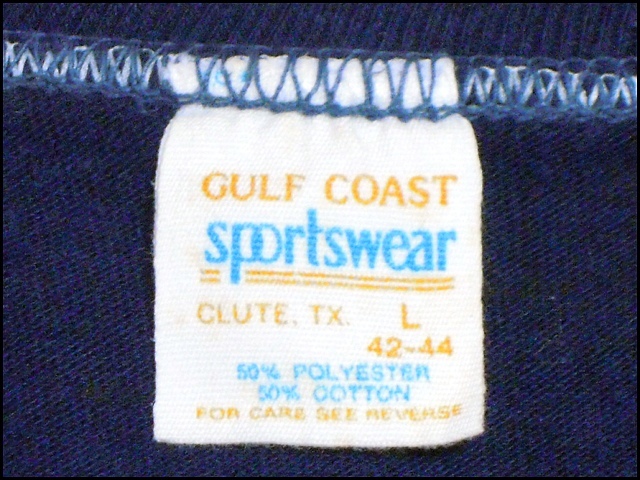 GULF COAST
sportswear
CLUTE, TX. L
42-44
50% POLYESTER
50% COTTON
FOR CARE SEE REVERSE